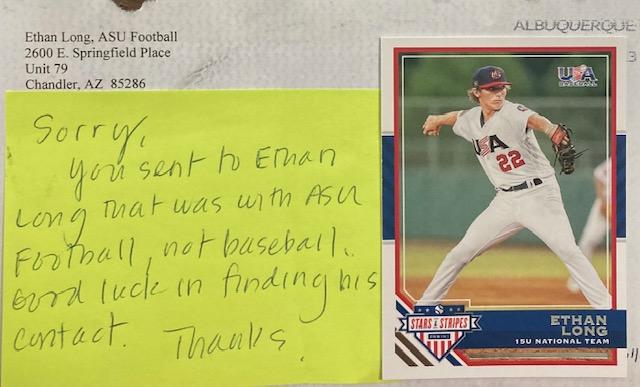 Ethan Long, ASU Football
2600 E. Springfield Place
Unit 79
Chandler, AZ 85286
ALBUQUERQUE
3
Sorry,
You sent to Ethan
Long that was with ASU
Football, not baseball.
Good luck in finding his
contact. Thanks.
USA
BASEBALL
USA
22
STARS & STRIPES
ETHAN
LONG
15U NATIONAL TEAM